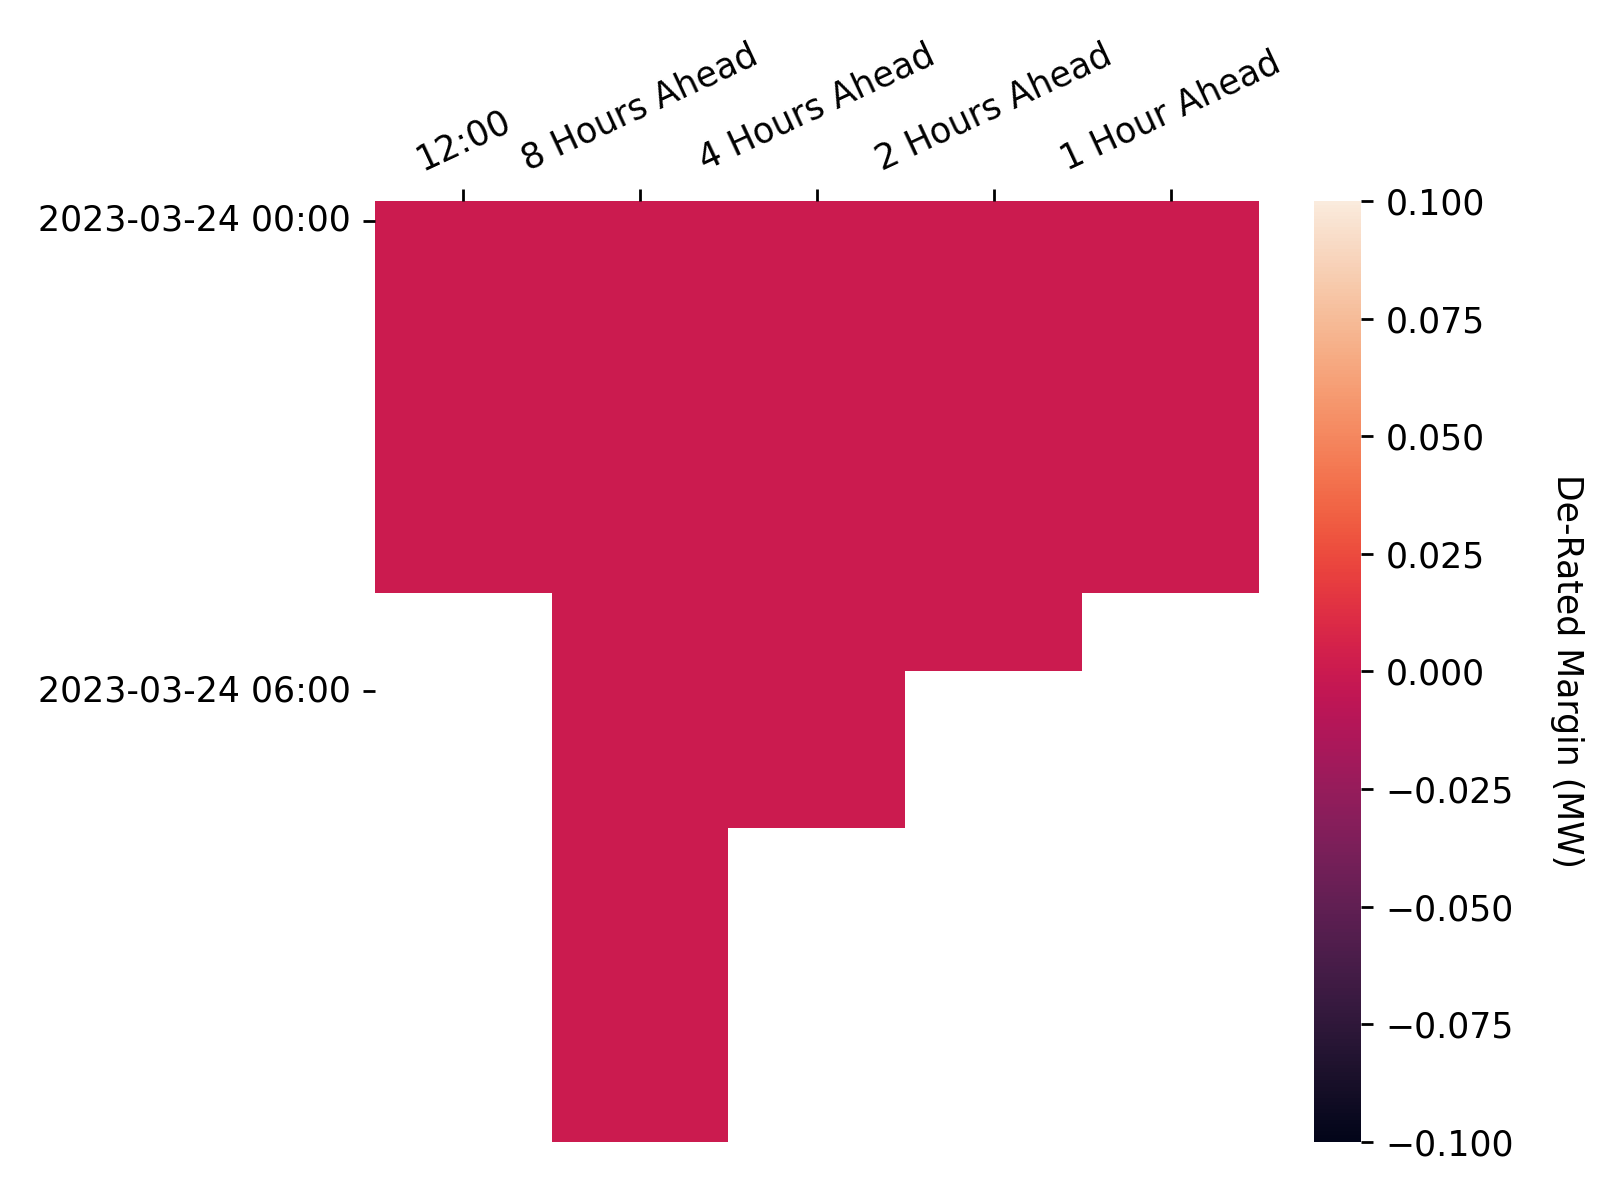 12:00
8 Hours Ahead
4 Hours Ahead
2 Hours Ahead
1 Hour Ahead
2023-03-24 00:00
2023-03-24 06:00
0.100
0.075
0.050
0.025
0.000
−0.025
−0.050
−0.075
−0.100
De-Rated Margin (MW)